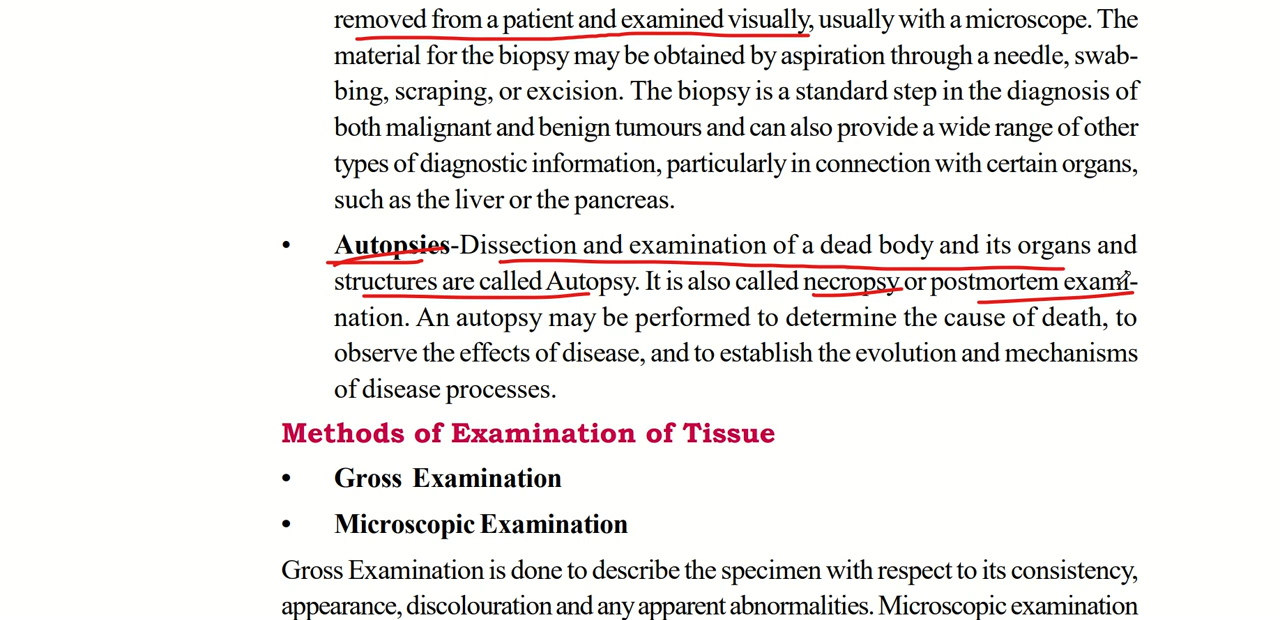 removed from a patient and examined visually, usually with a microscope. The
material for the biopsy may be obtained by aspiration through a needle, swab-
bing, scraping, or excision. The biopsy is a standard step in the diagnosis of
both malignant and benign tumours and can also provide a wide range of other
types of diagnostic information, particularly in connection with certain organs,
such as the liver or the pancreas.
• Autopsies-Dissection and examination of a dead body and its organs and
structures are called Autopsy. It is also called necropsy or postmortem exami-
nation. An autopsy may be performed to determine the cause of death, to
observe the effects of disease, and to establish the evolution and mechanisms
of disease processes.
Methods of Examination of Tissue
• Gross Examination
• Microscopic Examination
Gross Examination is done to describe the specimen with respect to its consistency,
appearance, discolouration and any apparent abnormalities. Microscopic examination